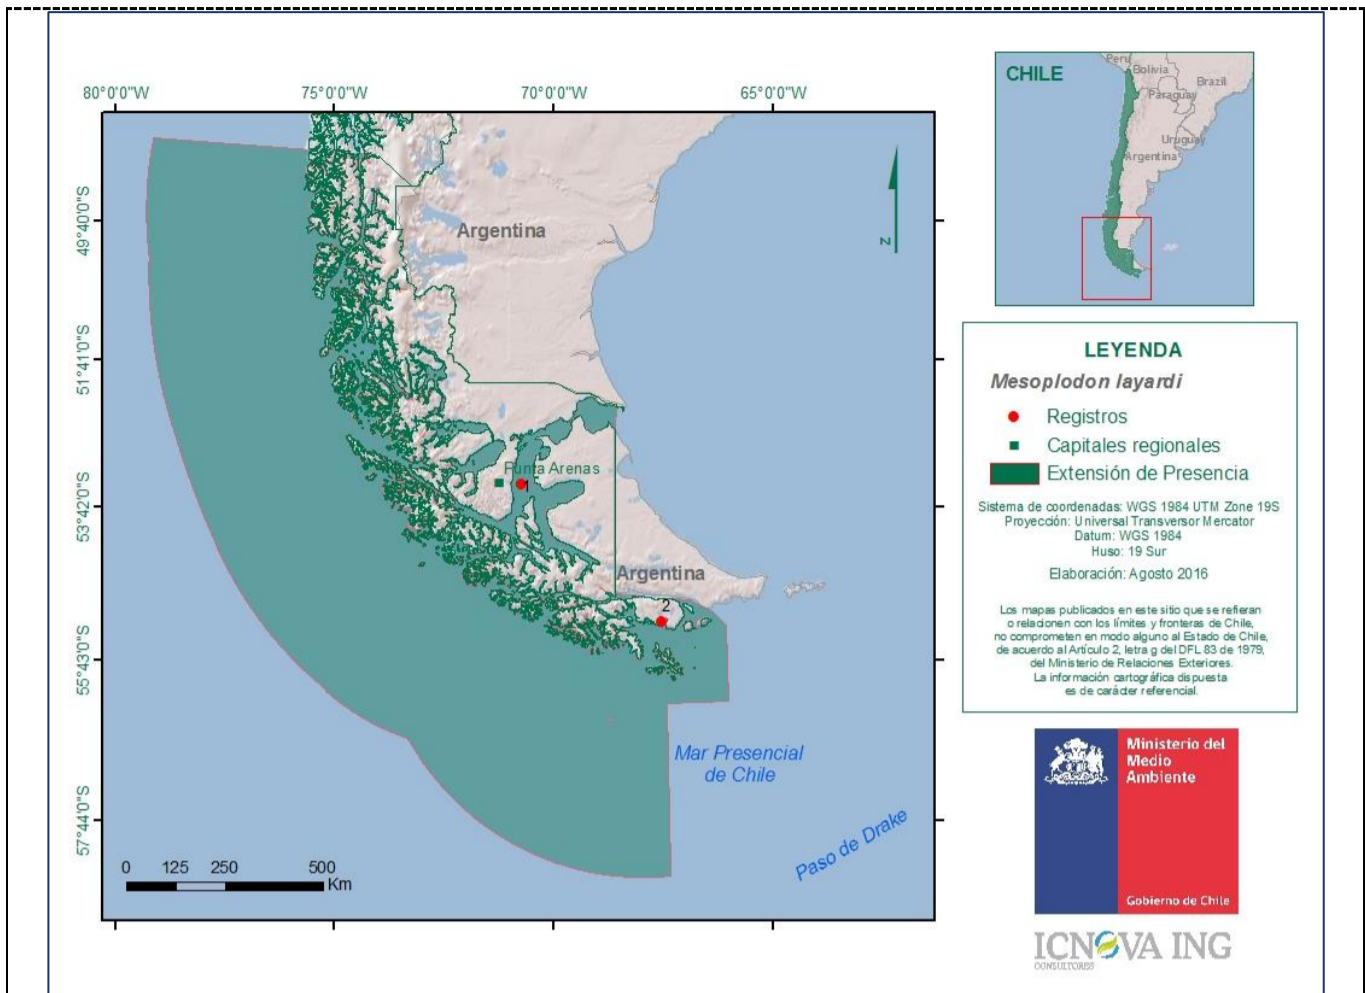 80°0'0"W
75°0'0"W
70°0'0"W
65°0'0"W
49°40'0"S
51°41'0"S
53°42'0"S
55°43'0"S
57°44'0"S
Argentina
Punta Arenas
1
Argentina
2
Mar Presencial
de Chile
Paso de Drake
N
0 125 250 500
Km
CHILE
Peru
Bolivia
Brazil
Paraguay
Uruguay
Argentina
LEYENDA
Mesoplodon layardi
Registros
Capitales regionales
Extensión de Presencia
Sistema de coordenadas: WGS 1984 UTM Zone 19S
Proyección: Universal Transversor Mercator
Datum: WGS 1984
Huso: 19 Sur
Elaboración: Agosto 2016
Los mapas publicados en este sitio que se refieran
o relacionen con los límites y fronteras de Chile,
no comprometen en modo alguno al Estado de Chile,
de acuerdo al Artículo 2, letra g del DFL 83 de 1979,
del Ministerio de Relaciones Exteriores.
La información cartográfica dispuesta
es de carácter referencial.
Ministerio del
Medio
Ambiente
Gobierno de Chile
ICNOVA ING
CONSULTORES